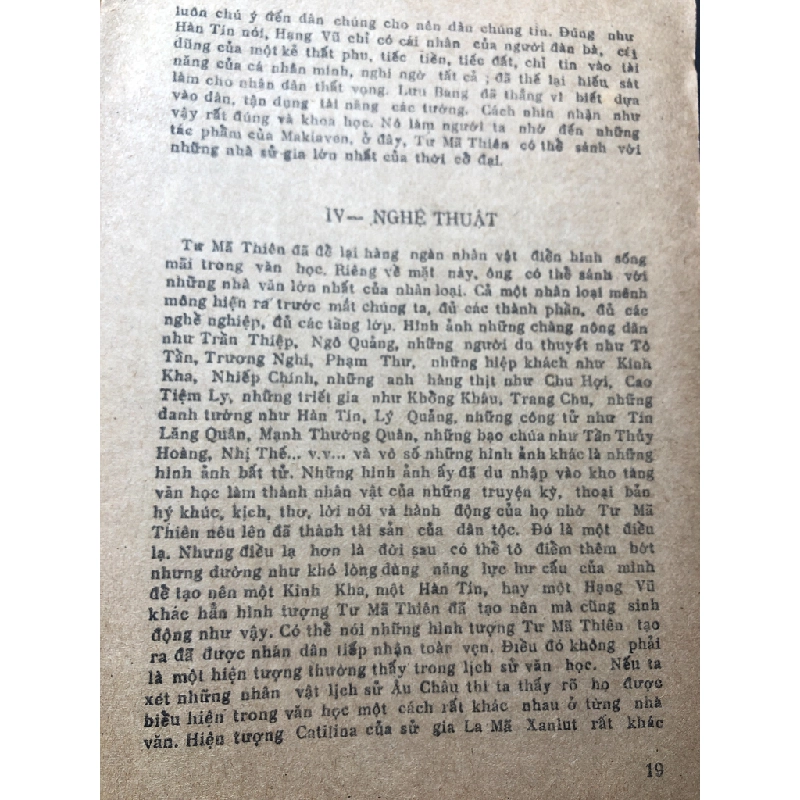 luôn chú ý đến dân chúng cho nên dân chúng tin. Đúng như
Hàn Tín nói, Hạng Vũ chỉ có cái nhân của người đàn bà, cái
dũng của một kẻ thất phu, tiếc tiền, tiếc đất, chỉ tin vào tài
năng của cá nhân mình, nghi ngờ tất cả ; đã thế lại hiếu sát
làm cho nhân dân thất vọng. Lưu Bang đã thắng vì biết dựa
vào dân, tận dụng tài năng các tướng. Cách nhìn nhận như
vậy rất đúng và khoa học. Nó làm người ta nhớ đến những
tác phẩm của Makiaven, ở đây, Tư Mã Thiên có thể sánh với
những nhà sử gia lớn nhất của thời cổ đại.
IV— NGHỆ THUẬT
Tư Mã Thiên đã để lại hàng ngàn nhân vật điển hình sống
mãi trong văn học. Riêng về mặt này, ông có thể sánh với
những nhà văn lớn nhất của nhân loại. Cả một nhân loại mênh
mông hiện ra trước mắt chúng ta, đủ các thành phần, đủ các
nghề nghiệp, đủ các tầng lớp. Hình ảnh những chàng nông dân
như Trần Thiệp, Ngô Quảng, những người du thuyết như Tô
Tần, Trương Nghi, Phạm Thư, những hiệp khách như Kinh
Kha, Nhiếp Chính, những anh hàng thịt như Chu Hợi, Cao
Tiệm Ly, những triết gia như Khổng Khâu, Trang Chu, những
danh tướng như Hàn Tín, Lý Quảng, những công tử như Tín
Lăng Quân, Mạnh Thường Quân, những bạo chúa như Tần Thủy
Hoàng, Nhị Thế... v.v... và vô số những hình ảnh khác là những
hình ảnh bất tử. Những hình ảnh ấy đã du nhập vào kho tàng
văn học làm thành nhân vật của những truyện ký, thoại bản
hý khúc, kịch, thơ, lời nói và hành động của họ nhờ Tư Mã
Thiên nêu lên đã thành tài sản của dân tộc. Đó là một điều
lạ. Nhưng điều lạ hơn là đời sau có thể tô điểm thêm bớt
nhưng dường như khó lòng dùng năng lực hư cấu của mình
để tạo nên một Kinh Kha, một Hàn Tín, hay một Hạng Vũ
khác hẳn hình tượng Tư Mã Thiên đã tạo nên mà cũng sinh
động như vậy. Có thể nói những hình tượng Tư Mã Thiên tạo
ra đã được nhân dân tiếp nhận toàn vẹn. Điều đó không phải
là một hiện tượng thường thấy trong lịch sử văn học. Nếu ta
xét những nhân vật lịch sử Âu Châu thì ta thấy rõ họ được
biểu hiện trong văn học một cách rất khác nhau ở từng nhà
văn. Hiện tượng Catilina của sử gia La Mã Xanlut rất khác
19